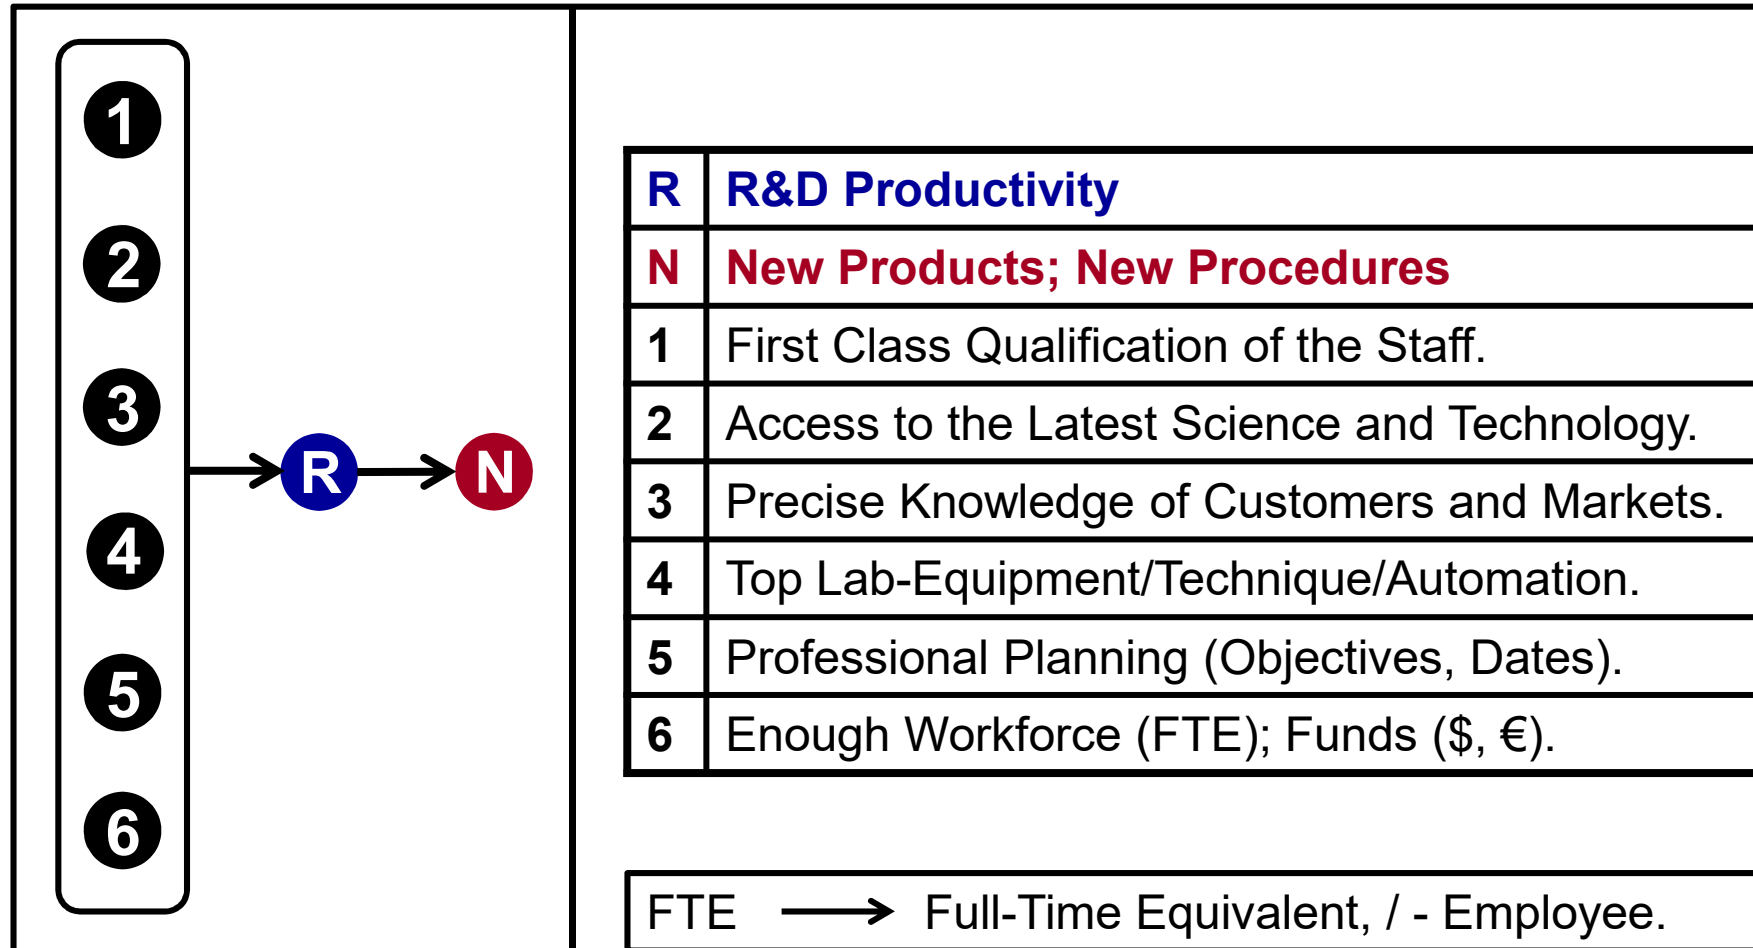 1
2
3
4
5
6
R
N
R R&D Productivity
N New Products; New Procedures
1 First Class Qualification of the Staff.
2 Access to the Latest Science and Technology.
3 Precise Knowledge of Customers and Markets.
4 Top Lab-Equipment/Technique/Automation.
5 Professional Planning (Objectives, Dates).
6 Enough Workforce (FTE); Funds ($, €).
FTE → Full-Time Equivalent, / - Employee.